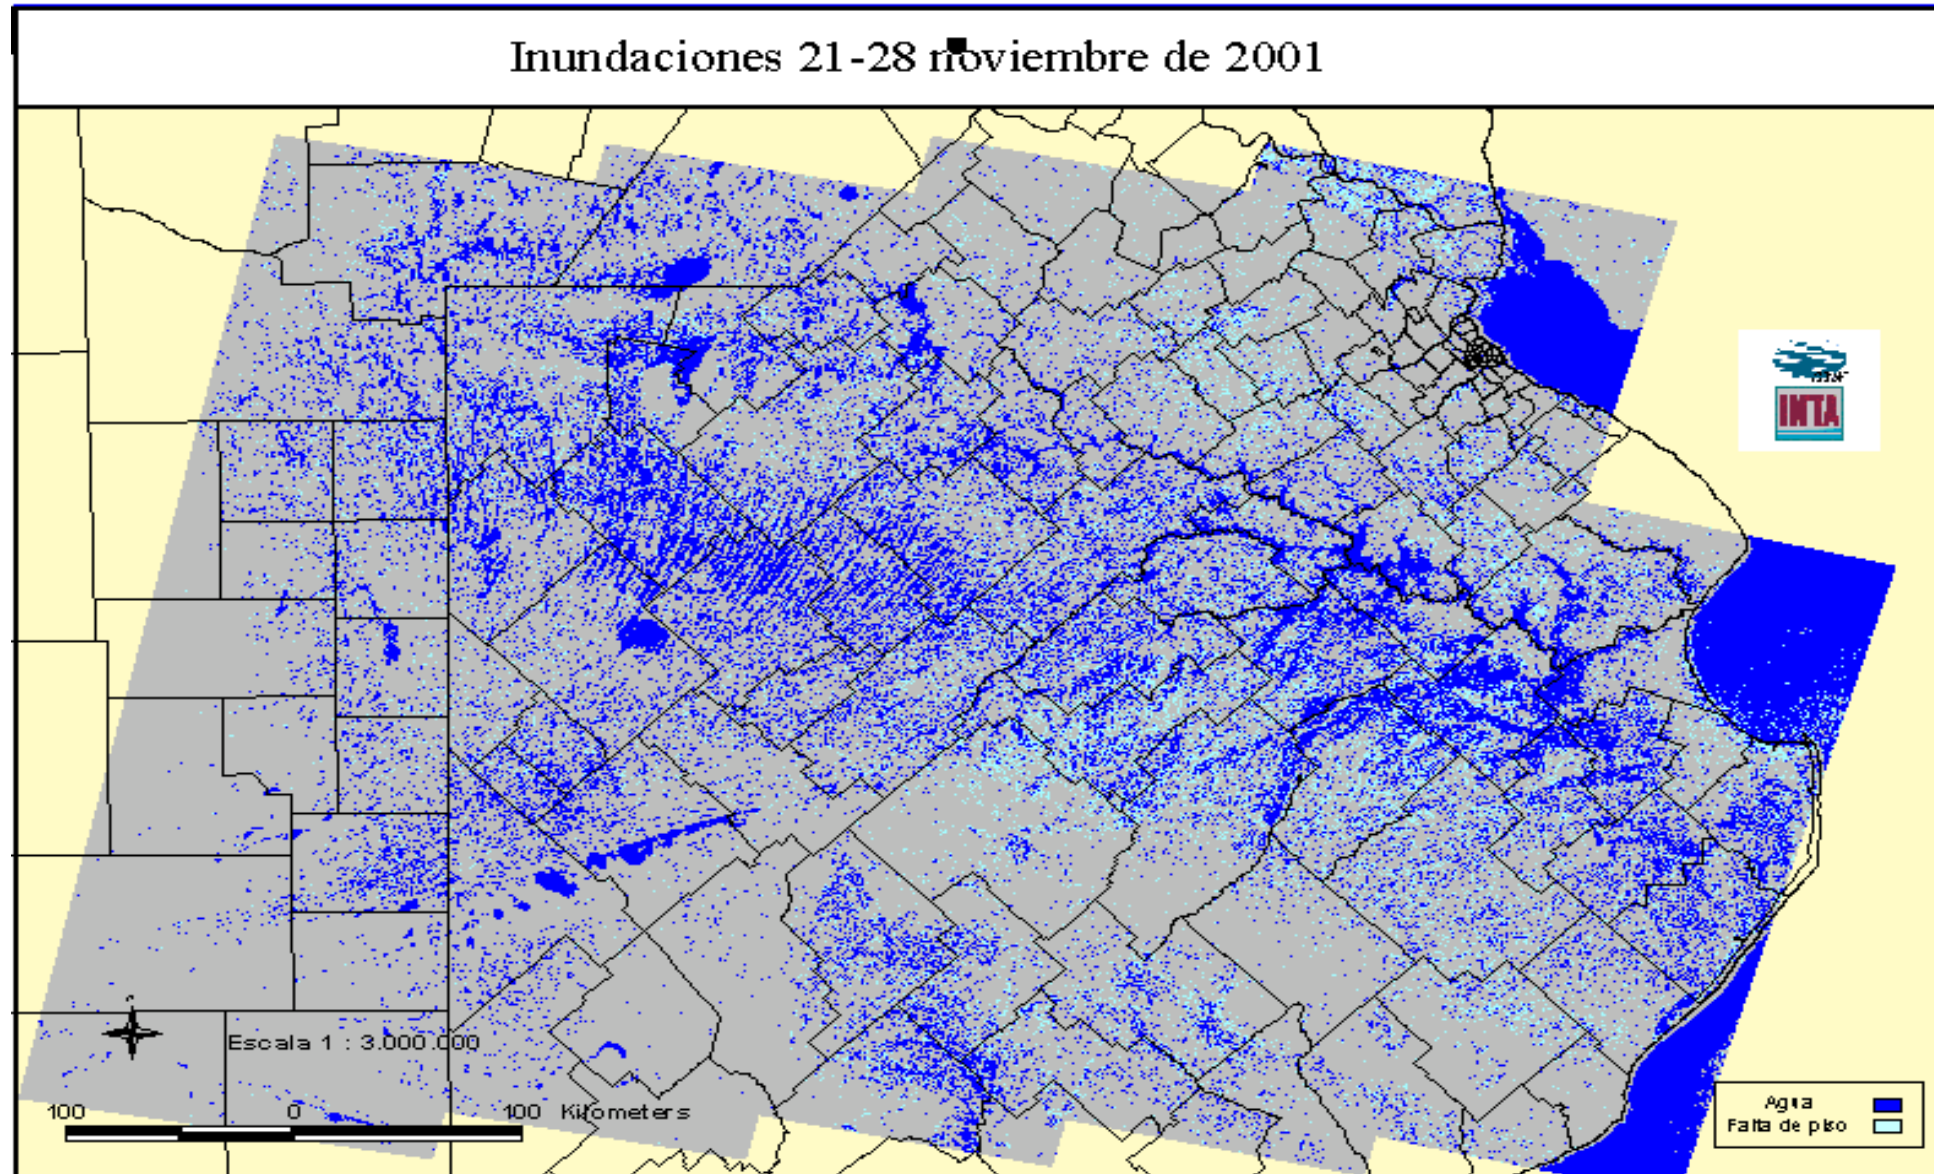 Inundaciones 21-28 noviembre de 2001
INTA
Escala 1 : 3.000.000
100 0 100 Kilometers
Agua
Falta de piso